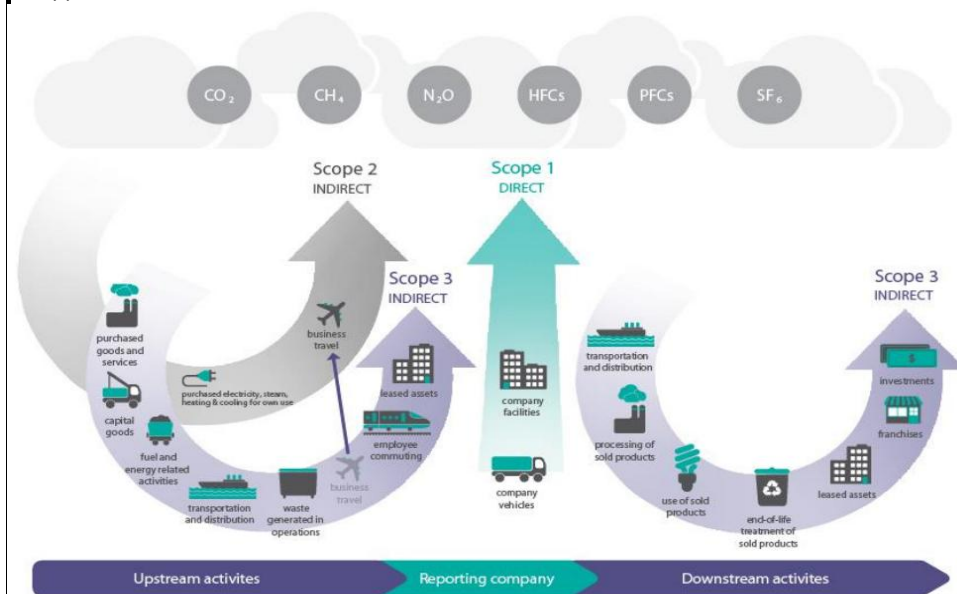 CO₂
CH₄
N₂O
HFCs
PFCs
SF₆
Scope 2
INDIRECT
Scope 1
DIRECT
Scope 3
INDIRECT
Scope 3
INDIRECT
purchased
goods and
services
capital
goods
fuel and
energy related
activities
transportation
and distribution
waste
generated in
operations
business
travel
employee
commuting
leased assets
purchased electricity, steam,
heating & cooling for own use
business
travel
company
facilities
company
vehicles
transportation
and distribution
processing of
sold products
use of sold
products
end-of-life
treatment of
sold products
leased assets
franchises
investments
$
Upstream activites
Reporting company
Downstream activites